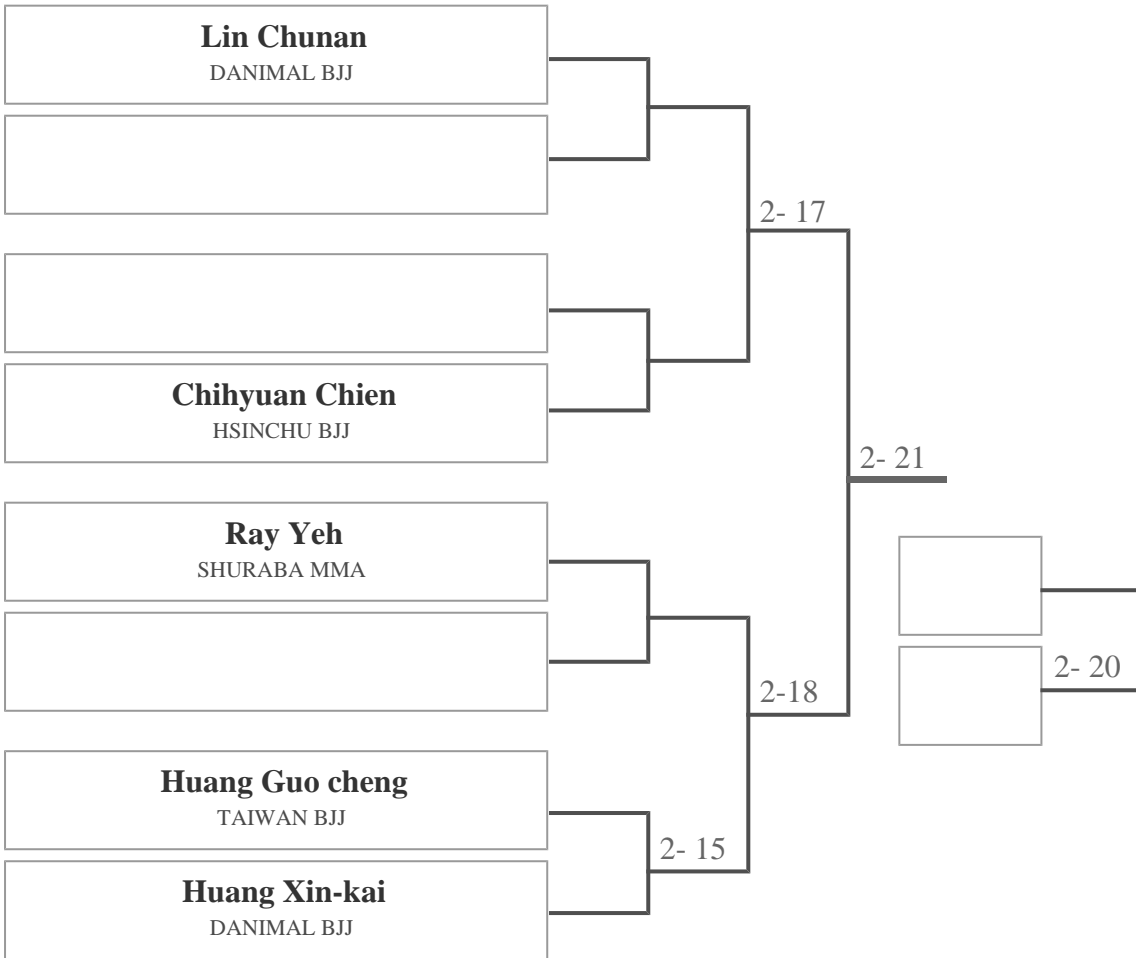 Lin Chunan
DANIMAL BJJ
2- 17
Chihyuan Chien
HSINCHU BJJ
2- 21
Ray Yeh
SHURABA MMA
2- 20
2-18
Huang Guo cheng
TAIWAN BJJ
2- 15
Huang Xin-kai
DANIMAL BJJ